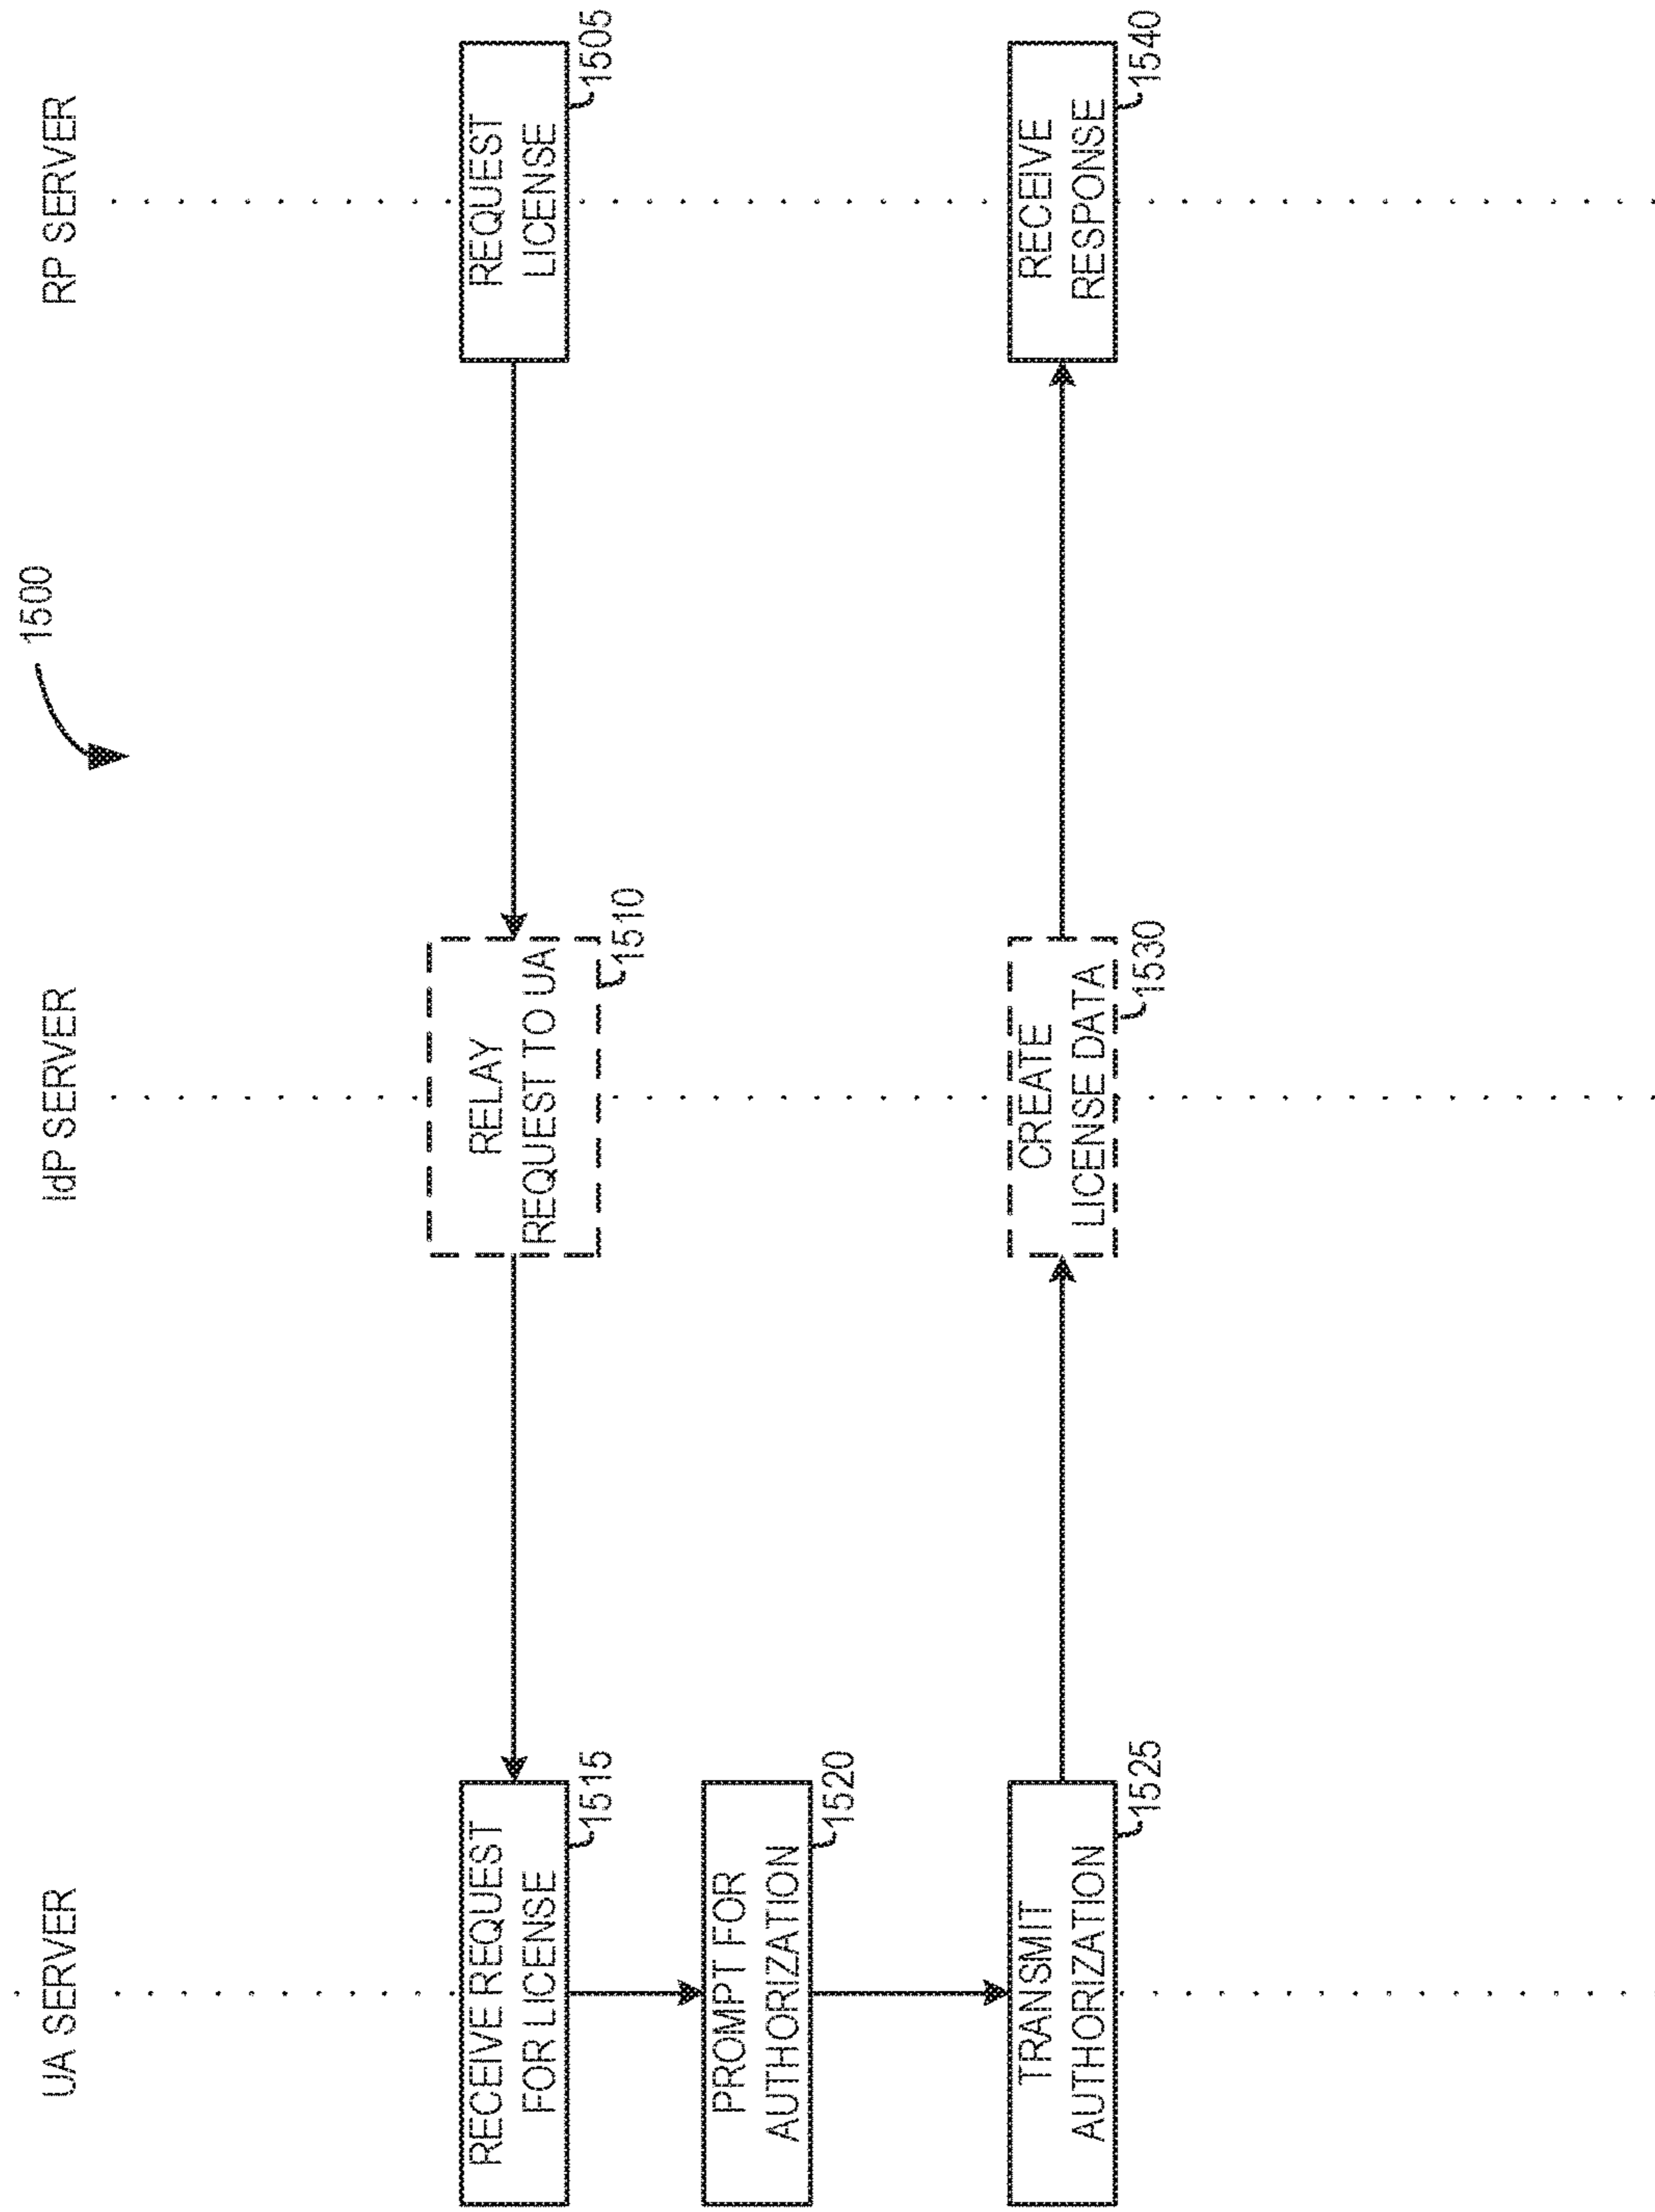 1500
UA SERVER
IdP SERVER
RP SERVER
RECEIVE REQUEST
FOR LICENSE
1515
RELAY
REQUEST TO UA
1510
REQUEST
LICENSE
1505
PROMPT FOR
AUTHORIZATION
1520
TRANSMIT
AUTHORIZATION
1525
CREATE
LICENSE DATA
1530
RECEIVE
RESPONSE
1540